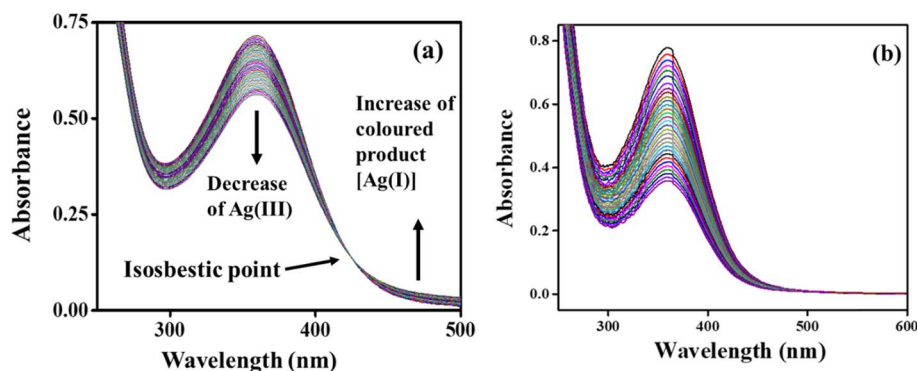 (a)
Absorbance
0.75
0.50
0.25
0.00
Decrease
of Ag(III)
Increase of
coloured
product
[Ag(I)]
Isosbestic point
300
400
500
Wavelength (nm)
(b)
Absorbance
0.8
0.6
0.4
0.2
0.0
300
400
500
600
Wavelength (nm)